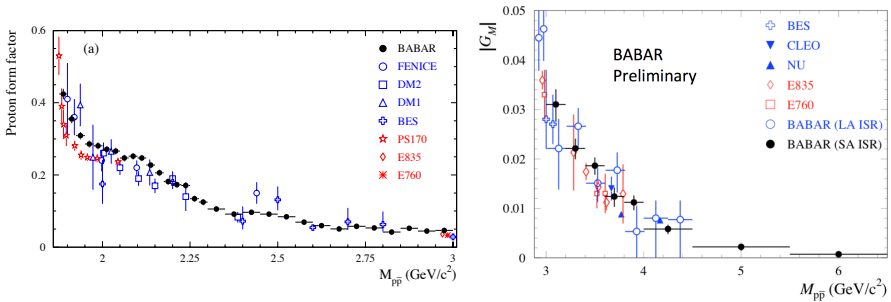 Proton form factor
0.6
0.4
0.2
0
(a)
BABAR
FENICE
DM2
DM1
BES
PS170
E835
E760
2
2.25
2.5
2.75
3
M_pp̅ (GeV/c²)
|G_M|
0.05
0.04
0.03
0.02
0.01
0.00
BABAR
Preliminary
BES
CLEO
NU
E835
E760
BABAR (LA ISR)
BABAR (SA ISR)
3
4
5
6
M_pp̅ (GeV/c²)